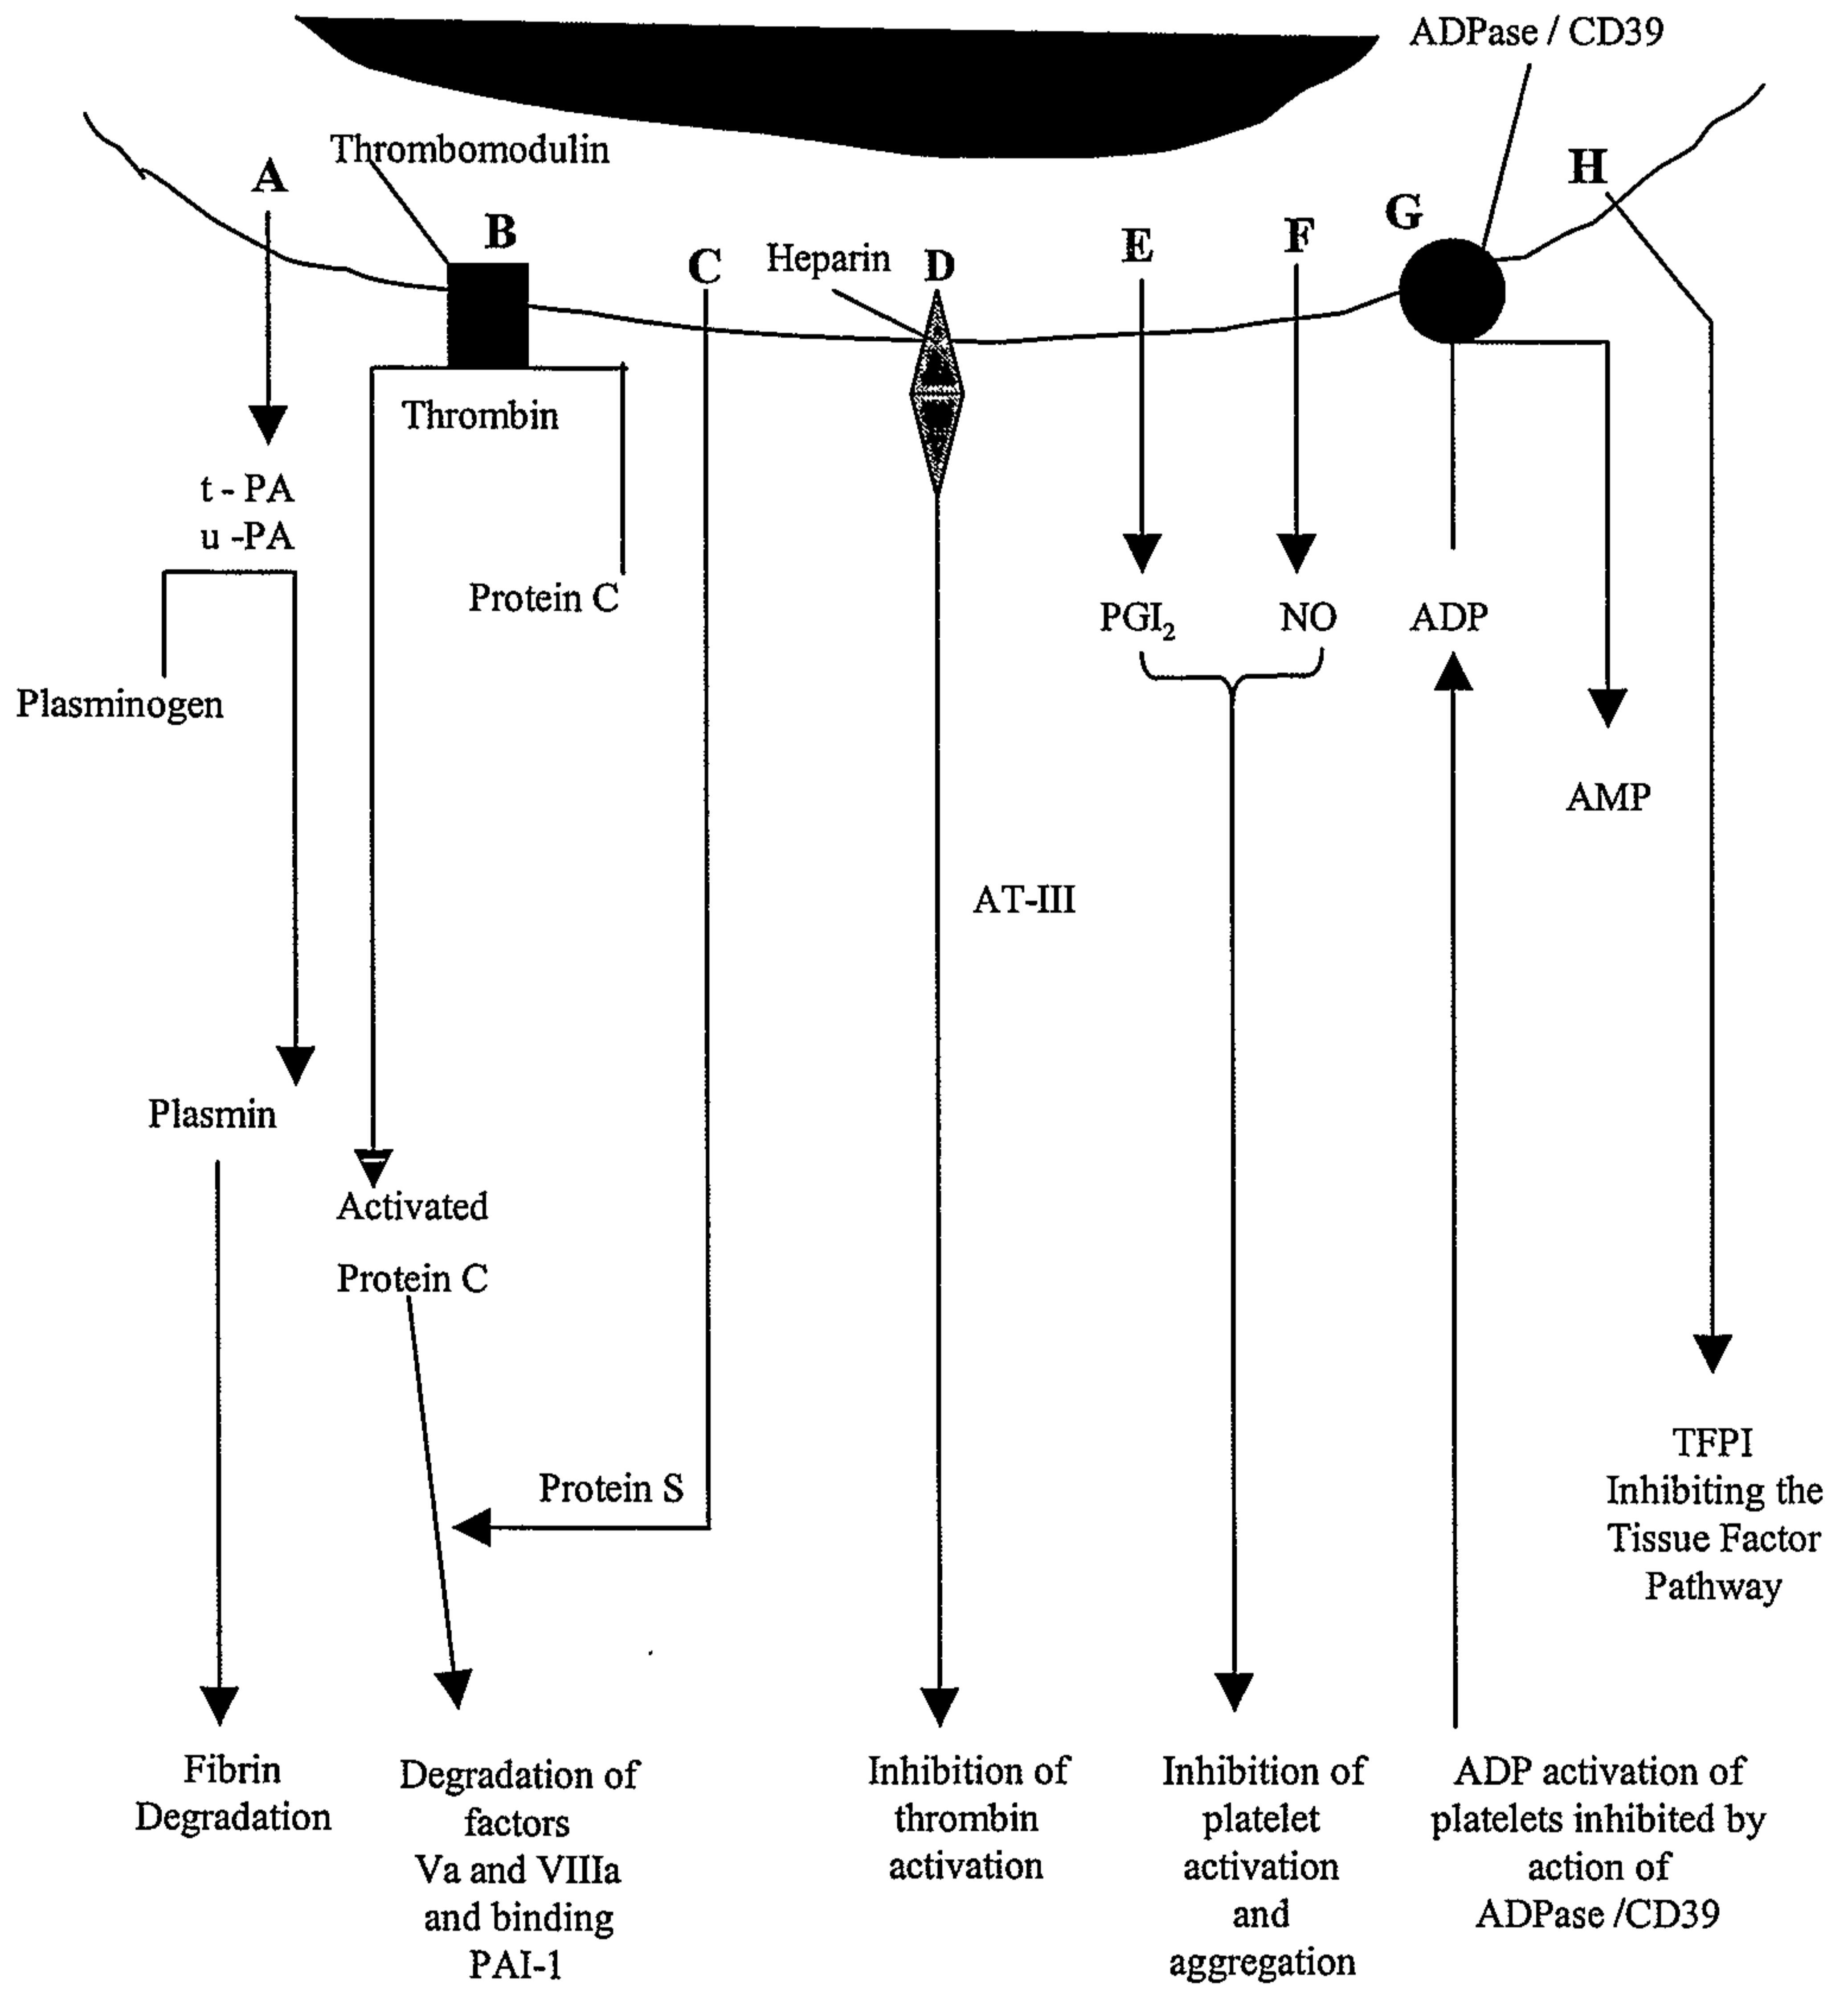 ADPase / CD39
Thrombomodulin
A
B
C
Heparin
D
E
F
G
H
Thrombin
t - PA
u -PA
Protein C
PGI₂
NO
ADP
Plasminogen
AMP
AT-III
Plasmin
Activated
Protein C
Protein S
TFPI
Inhibiting the
Tissue Factor
Pathway
Fibrin
Degradation
Degradation of
factors
Va and VIIIa
and binding
PAI-1
Inhibition of
thrombin
activation
Inhibition of
platelet
activation
and
aggregation
ADP activation of
platelets inhibited by
action of
ADPase /CD39